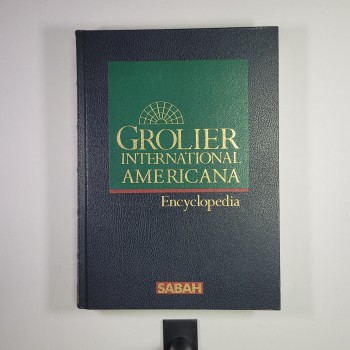 GROLIER
INTERNATIONAL
AMERICANA
Encyclopedia
SABAH